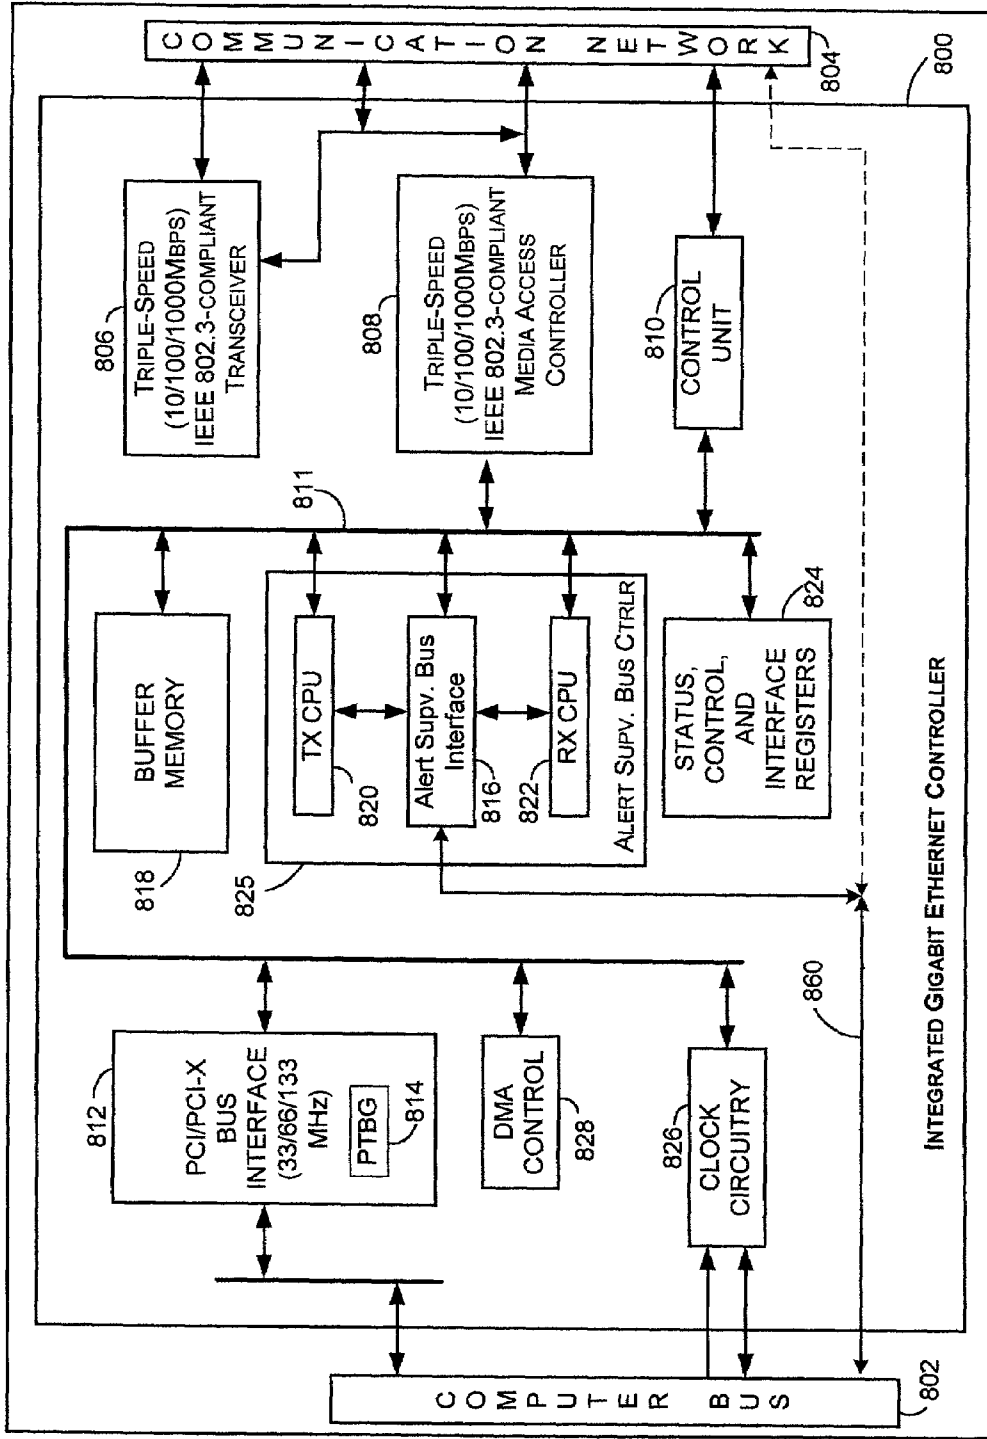 COMPUTER BUS
802
812
PCI/PCI-X
BUS
INTERFACE
(33/66/133
MHz)
PTBG
814
DMA
CONTROL
828
826
CLOCK
CIRCUITRY
860
818
BUFFER
MEMORY
825
TX CPU
820
Alert Supv. Bus
Interface
816
822
RX CPU
ALERT SUPV. BUS CTRLR
STATUS,
CONTROL,
AND
INTERFACE
REGISTERS
824
811
806
TRIPLE-SPEED
(10/100/1000MBPS)
IEEE 802.3-COMPLIANT
TRANSCEIVER
808
TRIPLE-SPEED
(10/100/1000MBPS)
IEEE 802.3-COMPLIANT
MEDIA ACCESS
CONTROLLER
810
CONTROL
UNIT
COMMUNICATION NETWORK
804
800
INTEGRATED GIGABIT ETHERNET CONTROLLER